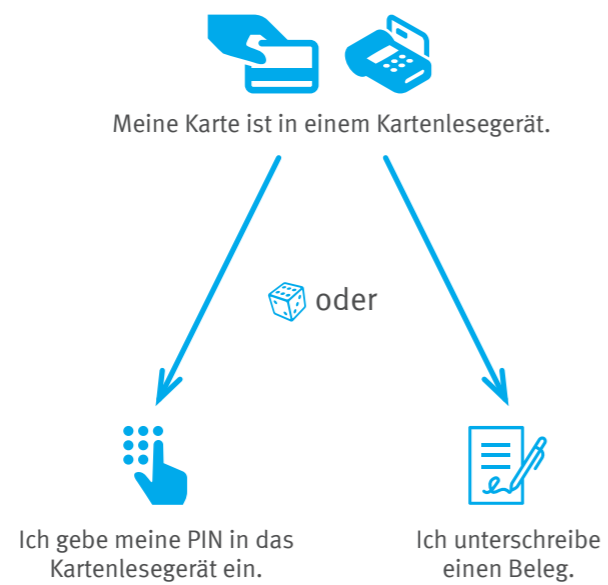 Meine Karte ist in einem Kartenlesegerät.
oder
Ich gebe meine PIN in das
Kartenlesegerät ein.
Ich unterschreibe
einen Beleg.